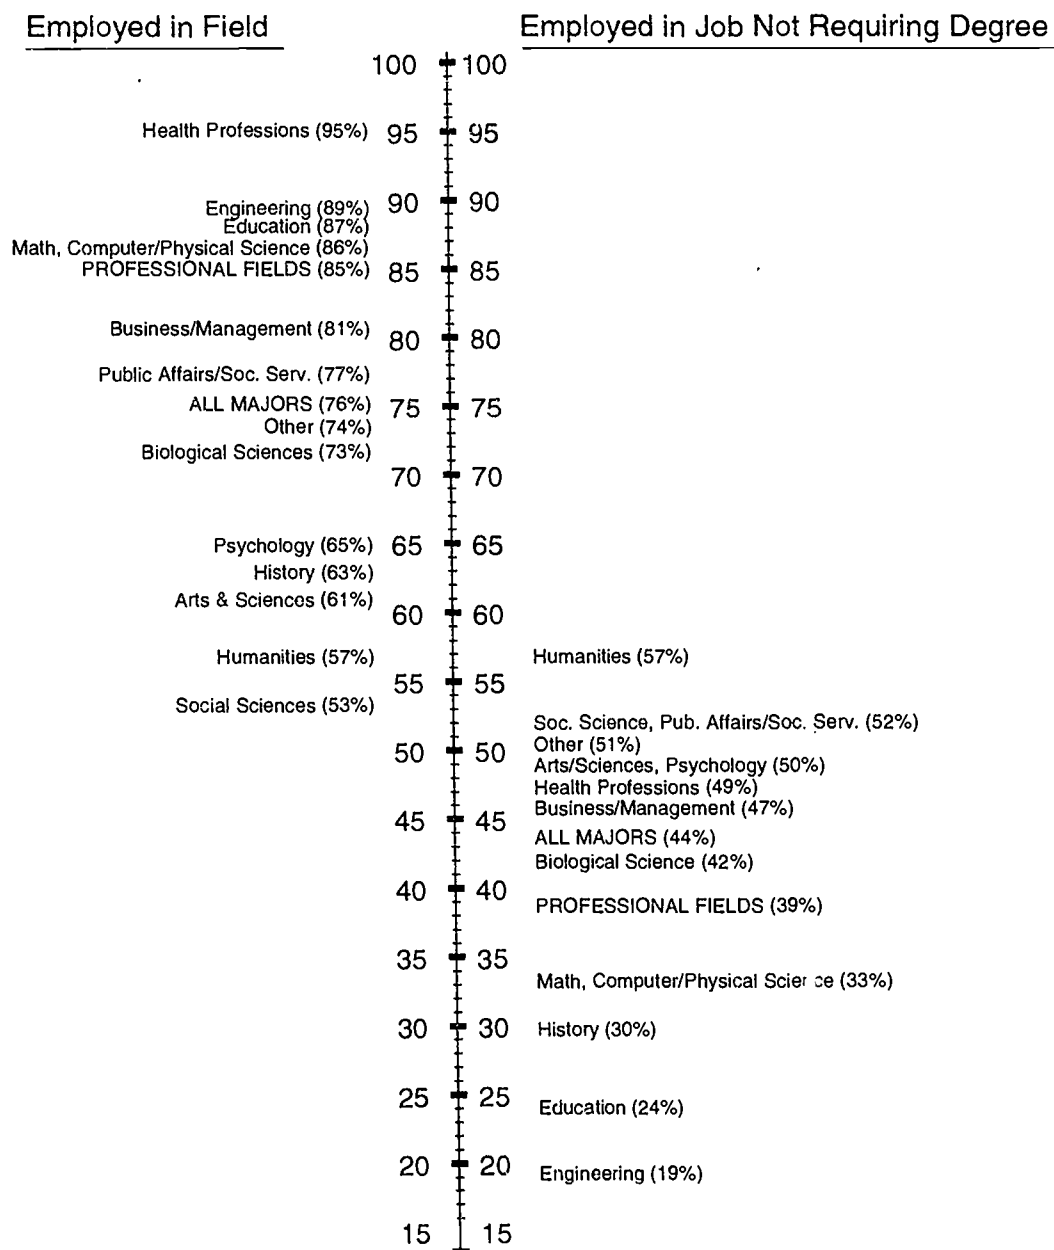 Employed in Field
Employed in Job Not Requiring Degree
100 100
Health Professions (95%) 95 95
90 90
Engineering (89%)
Education (87%)
Math, Computer/Physical Science (86%)
PROFESSIONAL FIELDS (85%) 85 85
Business/Management (81%)
80 80
Public Affairs/Soc. Serv. (77%)
ALL MAJORS (76%) 75 75
Other (74%)
Biological Sciences (73%)
70 70
Psychology (65%) 65 65
History (63%)
Arts & Sciences (61%)
60 60
Humanities (57%) Humanities (57%)
55 55
Social Sciences (53%)
Soc. Science, Pub. Affairs/Soc. Serv. (52%)
50 50 Other (51%)
Arts/Sciences, Psychology (50%)
Health Professions (49%)
Business/Management (47%)
45 45
ALL MAJORS (44%)
Biological Science (42%)
40 40
PROFESSIONAL FIELDS (39%)
35 35
Math, Computer/Physical Science (33%)
30 30 History (30%)
25 25
Education (24%)
20 20
Engineering (19%)
15 15